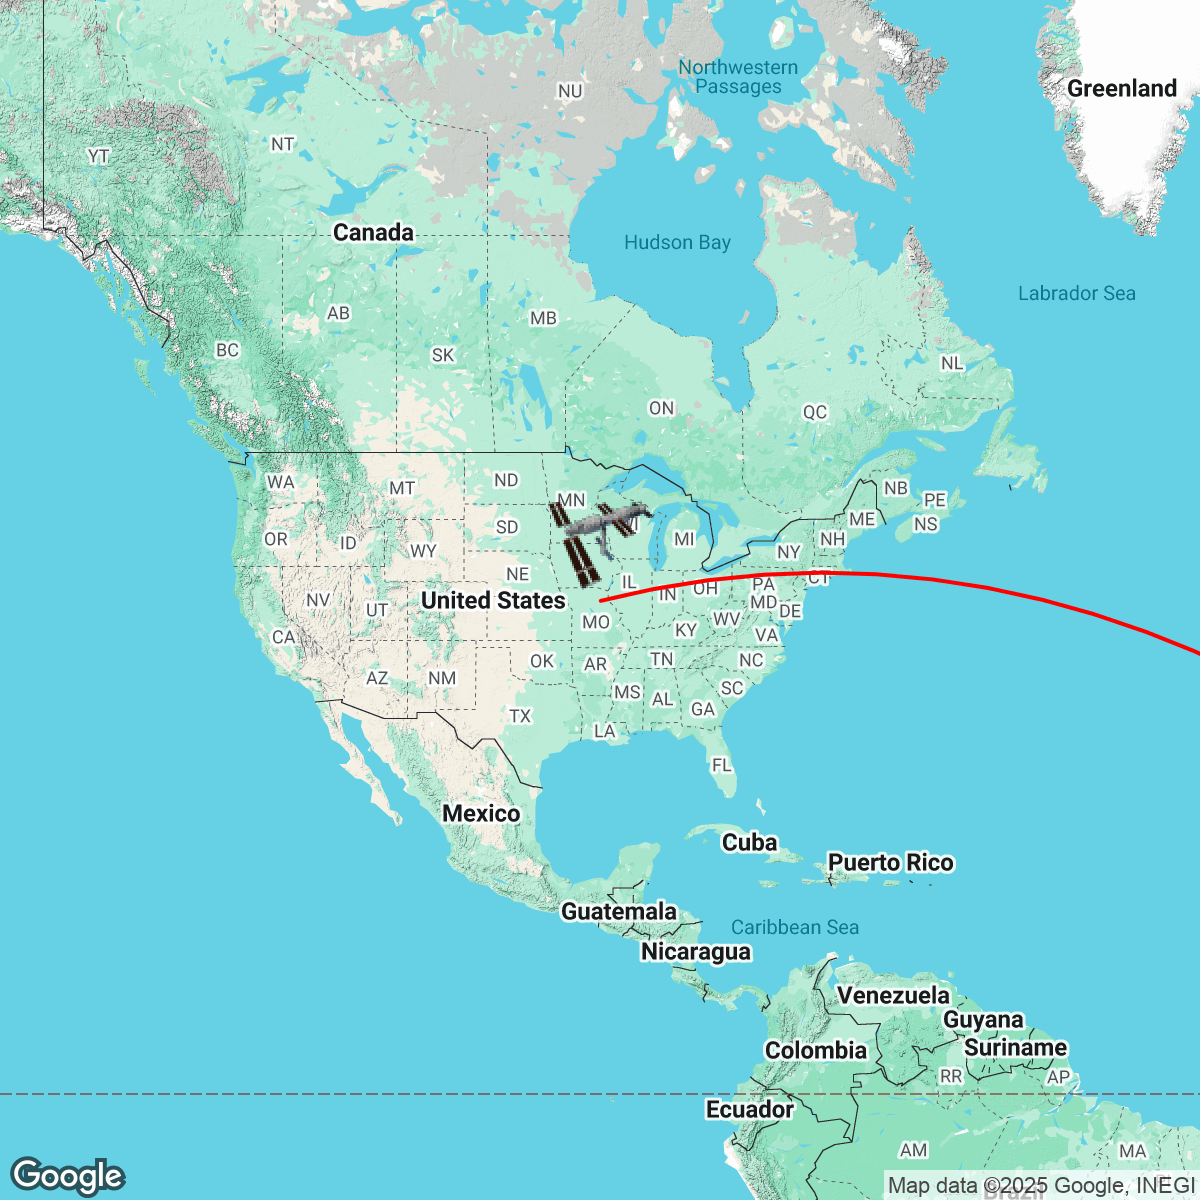 Northwestern
Passages
Greenland
NU
NT
YT
Canada
Hudson Bay
Labrador Sea
AB
MB
BC
SK
NL
ON
QC
WA
MT
ND
MN
NB
PE
NS
ME
SD
OR
ID
WY
MI
NH
NY
NE
IL
IN
OH
PA
CT
NV
UT
United States
MD
DE
MO
WV
KY
VA
CA
OK
AR
TN
NC
AZ
NM
MS
AL
SC
GA
TX
LA
FL
Mexico
Cuba
Puerto Rico
Guatemala
Caribbean Sea
Nicaragua
Venezuela
Guyana
Colombia
Suriname
RR
AP
Ecuador
AM
MA
Google
Map data ©2025 Google, INEGI